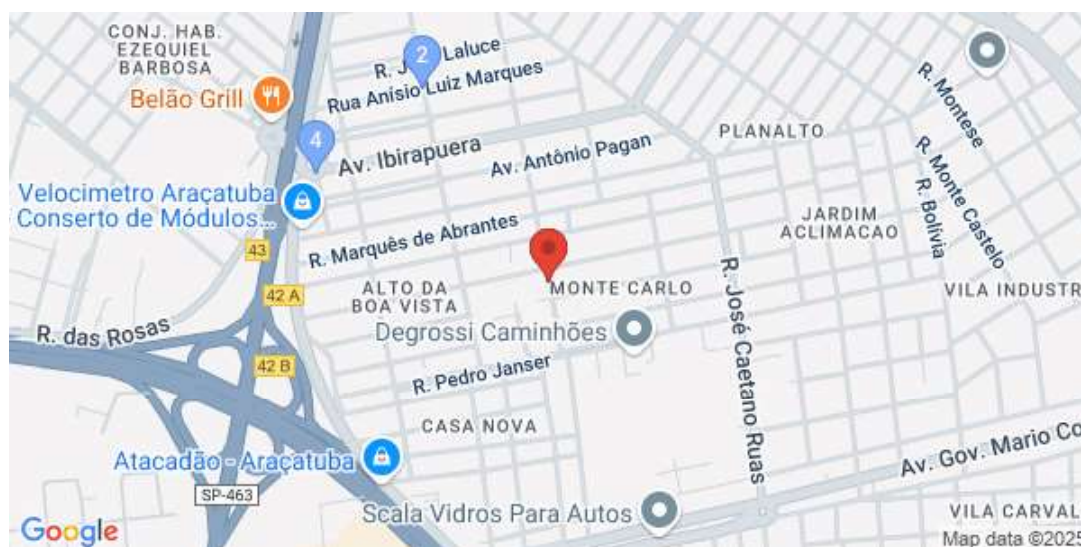 CONJ. HAB.
EZEQUIEL
BARBOSA
Belão Grill
2
Laluce
Rua Anísio Luiz Marques
4
Av. Ibirapuera
Av. Antônio Pagan
PLANALTO
R. Montese
R. Monte Castelo
R. Bolívia
Velocimetro Araçatuba
Conserto de Módulos...
R. Marquês de Abrantes
JARDIM
ACLIMACAO
43
42 A
ALTO DA
BOA VISTA
MONTE CARLO
VILA INDUSTR
R. das Rosas
Degrossi Caminhões
R. José Caetano Ruas
42 B
R. Pedro Janser
CASA NOVA
Atacadão - Araçatuba
Av. Gov. Mario Co
SP-463
Scala Vidros Para Autos
VILA CARVAL
Google
Map data ©2025